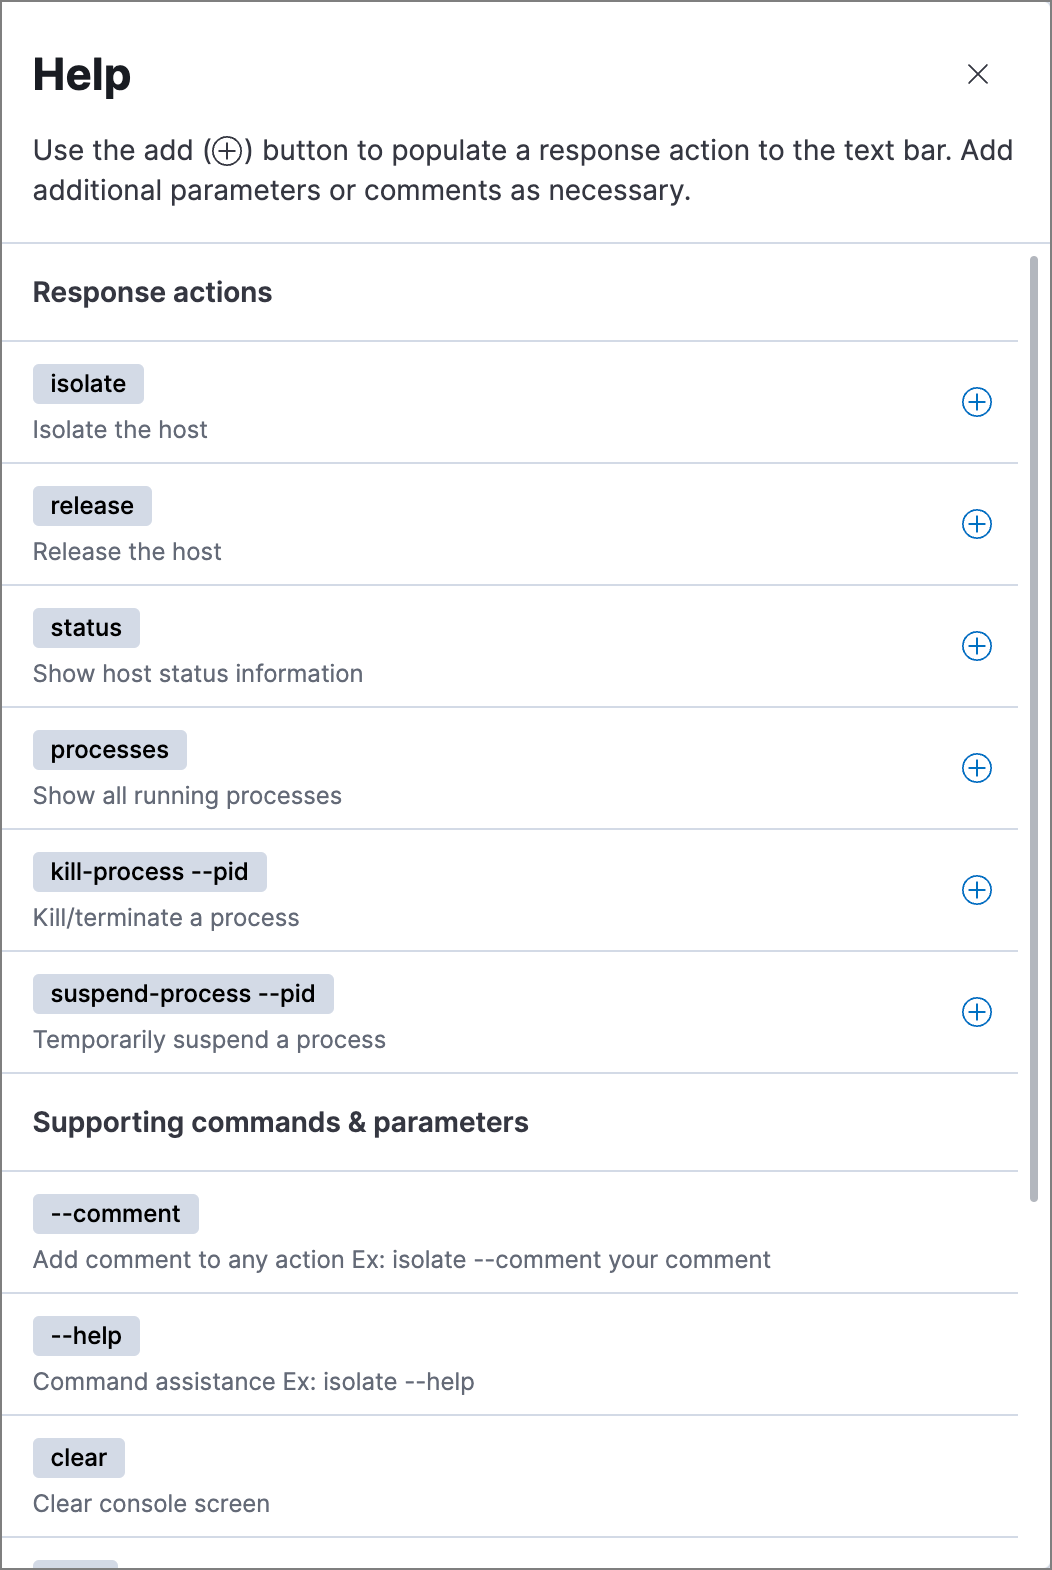 Help
Use the add (⊕) button to populate a response action to the text bar. Add
additional parameters or comments as necessary.
Response actions
isolate
Isolate the host
release
Release the host
status
Show host status information
processes
Show all running processes
kill-process --pid
Kill/terminate a process
suspend-process --pid
Temporarily suspend a process
Supporting commands & parameters
--comment
Add comment to any action Ex: isolate --comment your comment
--help
Command assistance Ex: isolate --help
clear
Clear console screen